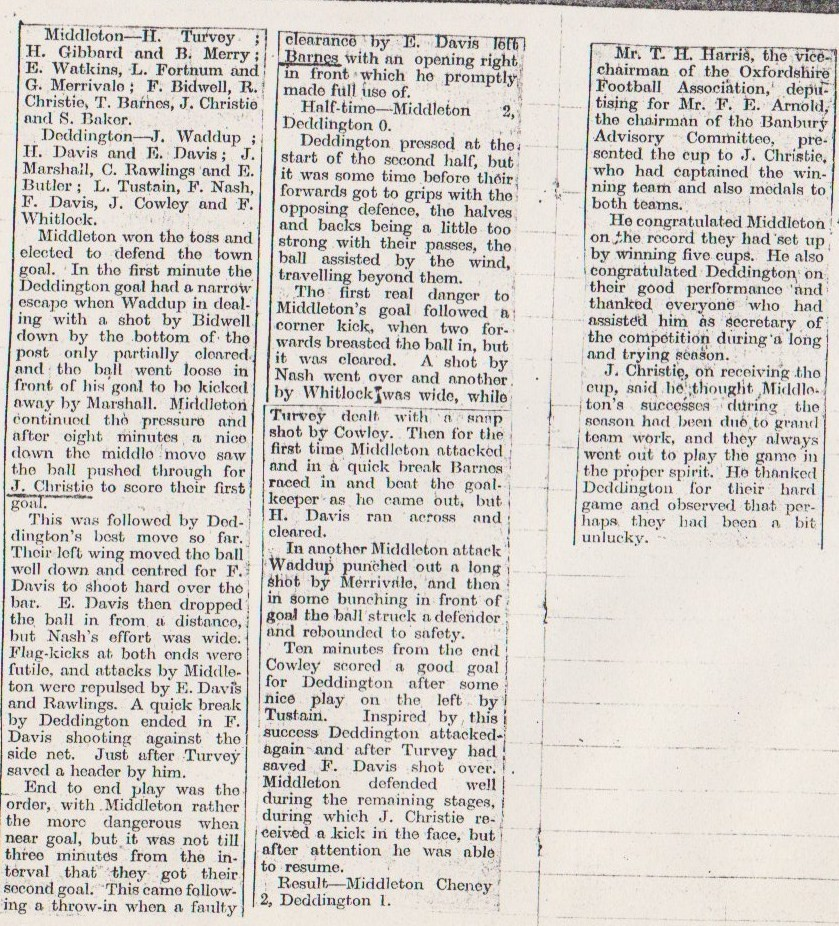 Middleton—H. Turvey ;
H. Gibbard and B. Merry ;
E. Watkins, L. Fortnum and
G. Merrivale ; F. Bidwell, R.
Christie, T. Barnes, J. Christie
and S. Baker.
Deddington—J. Waddup ;
H. Davis and E. Davis ; J.
Marshall, C. Rawlings and E.
Butler ; L. Tustain, F. Nash,
F. Davis, J. Cowley and F.
Whitlock.
Middleton won the toss and
elected to defend the town
goal. In the first minute the
Deddington goal had a narrow
escape when Waddup in deal-
ing with a shot by Bidwell
down by the bottom of the
post only partially cleared
and the ball went loose in
front of his goal to be kicked
away by Marshall. Middleton
continued the pressure and
after eight minutes a nice
down the middle move saw
the ball pushed through for
J. Christie to score their first
goal.
This was followed by Ded-
dington's best move so far.
Their left wing moved the ball
well down and centred for F.
Davis to shoot hard over the
bar. E. Davis then dropped
the ball in from a distance,
but Nash's effort was wide.
Flag-kicks at both ends were
futile, and attacks by Middle-
ton were repulsed by E. Davis
and Rawlings. A quick break
by Deddington ended in F.
Davis shooting against the
side net. Just after Turvey
saved a header by him.
End to end play was the
order, with Middleton rather
the more dangerous when
near goal, but it was not till
three minutes from the in-
terval that they got their
second goal. This came follow-
ing a throw-in when a faulty
clearance by E. Davis left
Barnes with an opening right
in front which he promptly
made full use of.
Half-time—Middleton 2,
Deddington 0.
Deddington pressed at the
start of the second half, but
it was some time before their
forwards got to grips with the
opposing defence, the halves
and backs being a little too
strong with their passes, the
ball assisted by the wind,
travelling beyond them.
The first real danger to
Middleton's goal followed a
corner kick, when two for-
wards breasted the ball in, but
it was cleared. A shot by
Nash went over and another
by Whitlock was wide, while
Turvey dealt with a snap
shot by Cowley. Then for the
first time Middleton attacked
and in a quick break Barnes
raced in and beat the goal-
keeper as he came out, but
H. Davis ran across and
cleared.
In another Middleton attack
Waddup punched out a long
shot by Merrivale, and then
in some bunching in front of
goal the ball struck a defender
and rebounded to safety.
Ten minutes from the end
Cowley scored a good goal
for Deddington after some
nice play on the left by
Tustain. Inspired by this
success Deddington attacked
again and after Turvey had
saved F. Davis shot over.
Middleton defended well
during the remaining stages,
during which J. Christie re-
ceived a kick in the face, but
after attention he was able
to resume.
Result—Middleton Cheney
2, Deddington 1.
Mr. T. H. Harris, the vice-
chairman of the Oxfordshire
Football Association, depu-
tising for Mr. F. E. Arnold,
the chairman of the Banbury
Advisory Committee, pre-
sented the cup to J. Christie,
who had captained the win-
ning team and also medals to
both teams.
He congratulated Middleton
on the record they had set up
by winning five cups. He also
congratulated Deddington on
their good performance and
thanked everyone who had
assisted him as secretary of
the competition during a long
and trying season.
J. Christie, on receiving the
cup, said he thought Middle-
ton's successes during the
season had been due to grand
team work, and they always
went out to play the game in
the proper spirit. He thanked
Deddington for their hard
game and observed that per-
haps they had been a bit
unlucky.